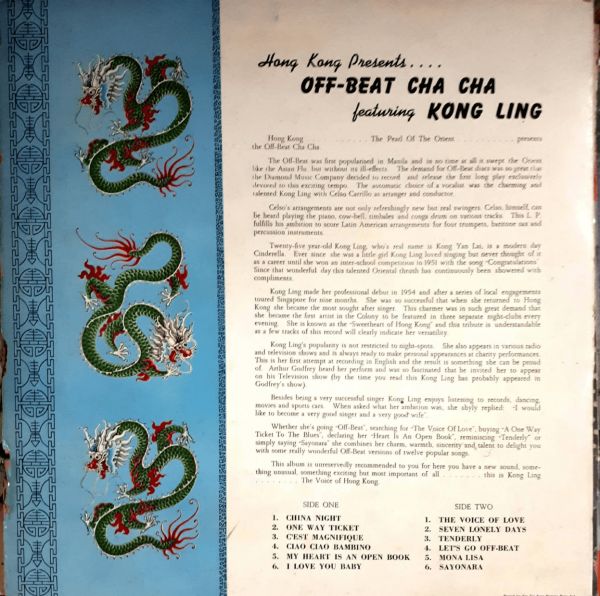 Hong Kong Presents....
OFF-BEAT CHA CHA
featuring KONG LING
Hong Kong . . . . . . . . . . . The Pearl Of The Orient . . . . . . . . . . . presents
the Off-Beat Cha Cha
The Off-Beat was first popularised in Manila and in no time at all it swept the Orient
like the Asian Flu, but without its ill-effects. The demand for Off-Beat discs was so great that
the Diamond Music Company decided to record and release the first long play exclusively
devoted to this exciting tempo. The automatic choice of a vocalist was the charming and
talented Kong Ling with Celso Carrillo as arranger and conductor.
Celso's arrangements are not only refreshingly new but real swingers. Celso, himself, can
be heard playing the piano, cow-bell, timbales and conga drum on various tracks. This L. P.
fulfills his ambition to score Latin American arrangements for four trumpets, baritone sax and
percussion instruments.
Twenty-five year-old Kong Ling, who's real name is Kong Yan Lai, is a modern day
Cinderella. Ever since she was a little girl Kong Ling loved singing but never thought of it
as a career until she won an inter-school competition in 1951 with the song "Congratulations".
Since that wonderful day this talented Oriental thrush has continuously been showered with
compliments.
Kong Ling made her professional debut in 1954 and after a series of local engagements
toured Singapore for nine months. She was so successful that when she returned to Hong
Kong she became the most sought after singer. This charmer was in such great demand that
she became the first artist in the Colony to be featured in three separate night-clubs every
evening. She is known as the "Sweetheart of Hong Kong" and this tribute is understandable
as a few tracks of this record will clearly indicate her versatility.
Kong Ling's popularity is not restricted to night-spots. She also appears in various radio
and television shows and is always ready to make personal appearances at charity performances.
This is her first attempt at recording in English and the result is something she can be proud
of. Arthur Godfrey heard her perform and was so fascinated that he invited her to appear
on his Television show (by the time you read this Kong Ling has probably appeared in
Godfrey's show).
Besides being a very successful singer Kong Ling enjoys listening to records, dancing,
movies and sports cars. When asked what her ambition was, she shyly replied: "I would
like to become a very good singer and a very good wife".
Whether she's going "Off-Beat", searching for "The Voice Of Love", buying "A One Way
Ticket To The Blues", declaring her "Heart Is An Open Book", reminiscing "Tenderly" or
simply saying "Sayonara" she combines her charm, warmth, sincerity and talent to delight you
with some really wonderful Off-Beat versions of twelve popular songs.
This album is unreservedly recommended to you for here you have a new sound, some-
thing unusual, something exciting but most important of all . . . . . . . . this is Kong Ling
. . . . . . . . The Voice of Hong Kong.
SIDE ONE
1. CHINA NIGHT
2. ONE WAY TICKET
3. C'EST MAGNIFIQUE
4. CIAO CIAO BAMBINO
5. MY HEART IS AN OPEN BOOK
6. I LOVE YOU BABY
SIDE TWO
1. THE VOICE OF LOVE
2. SEVEN LONELY DAYS
3. TENDERLY
4. LET'S GO OFF-BEAT
5. MONA LISA
6. SAYONARA